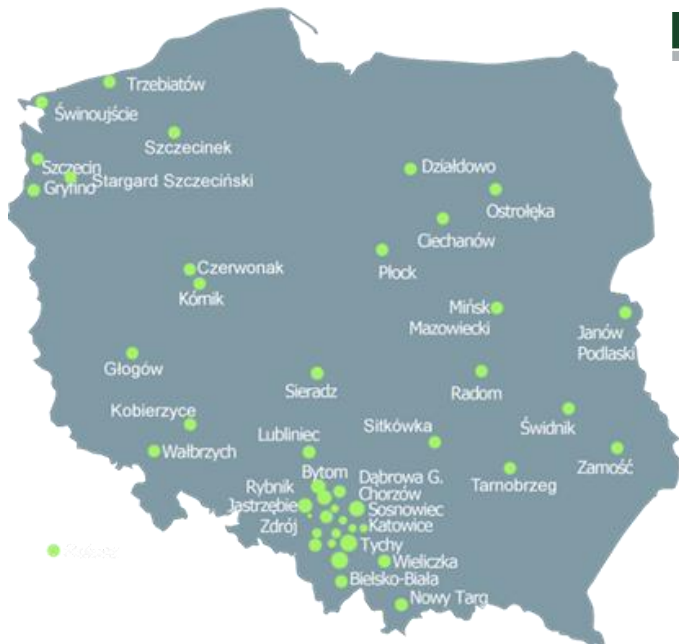 Trzebiatów
Świnoujście
Szczecinek
Szczecin
Stargard Szczeciński
Gryfino
Działdowo
Ostrołęka
Ciechanów
Płock
Czerwonak
Kórnik
Mińsk
Mazowiecki
Janów
Podlaski
Głogów
Sieradz
Radom
Kobierzyce
Świdnik
Lubliniec
Sitkówka
Wałbrzych
Zamość
Tarnobrzeg
Bytom
Dąbrowa G.
Rybnik
Chorzów
Jastrzębie
Zdrój
Sosnowiec
Katowice
Tychy
Wieliczka
Bielsko-Biała
Nowy Targ